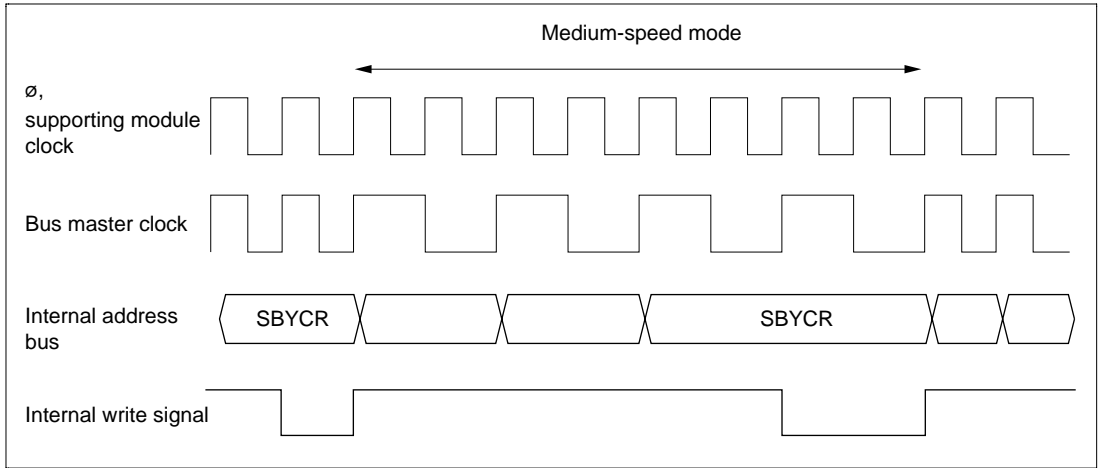 Medium-speed mode
ø,
supporting module
clock
Bus master clock
Internal address
bus
SBYCR
SBYCR
Internal write signal